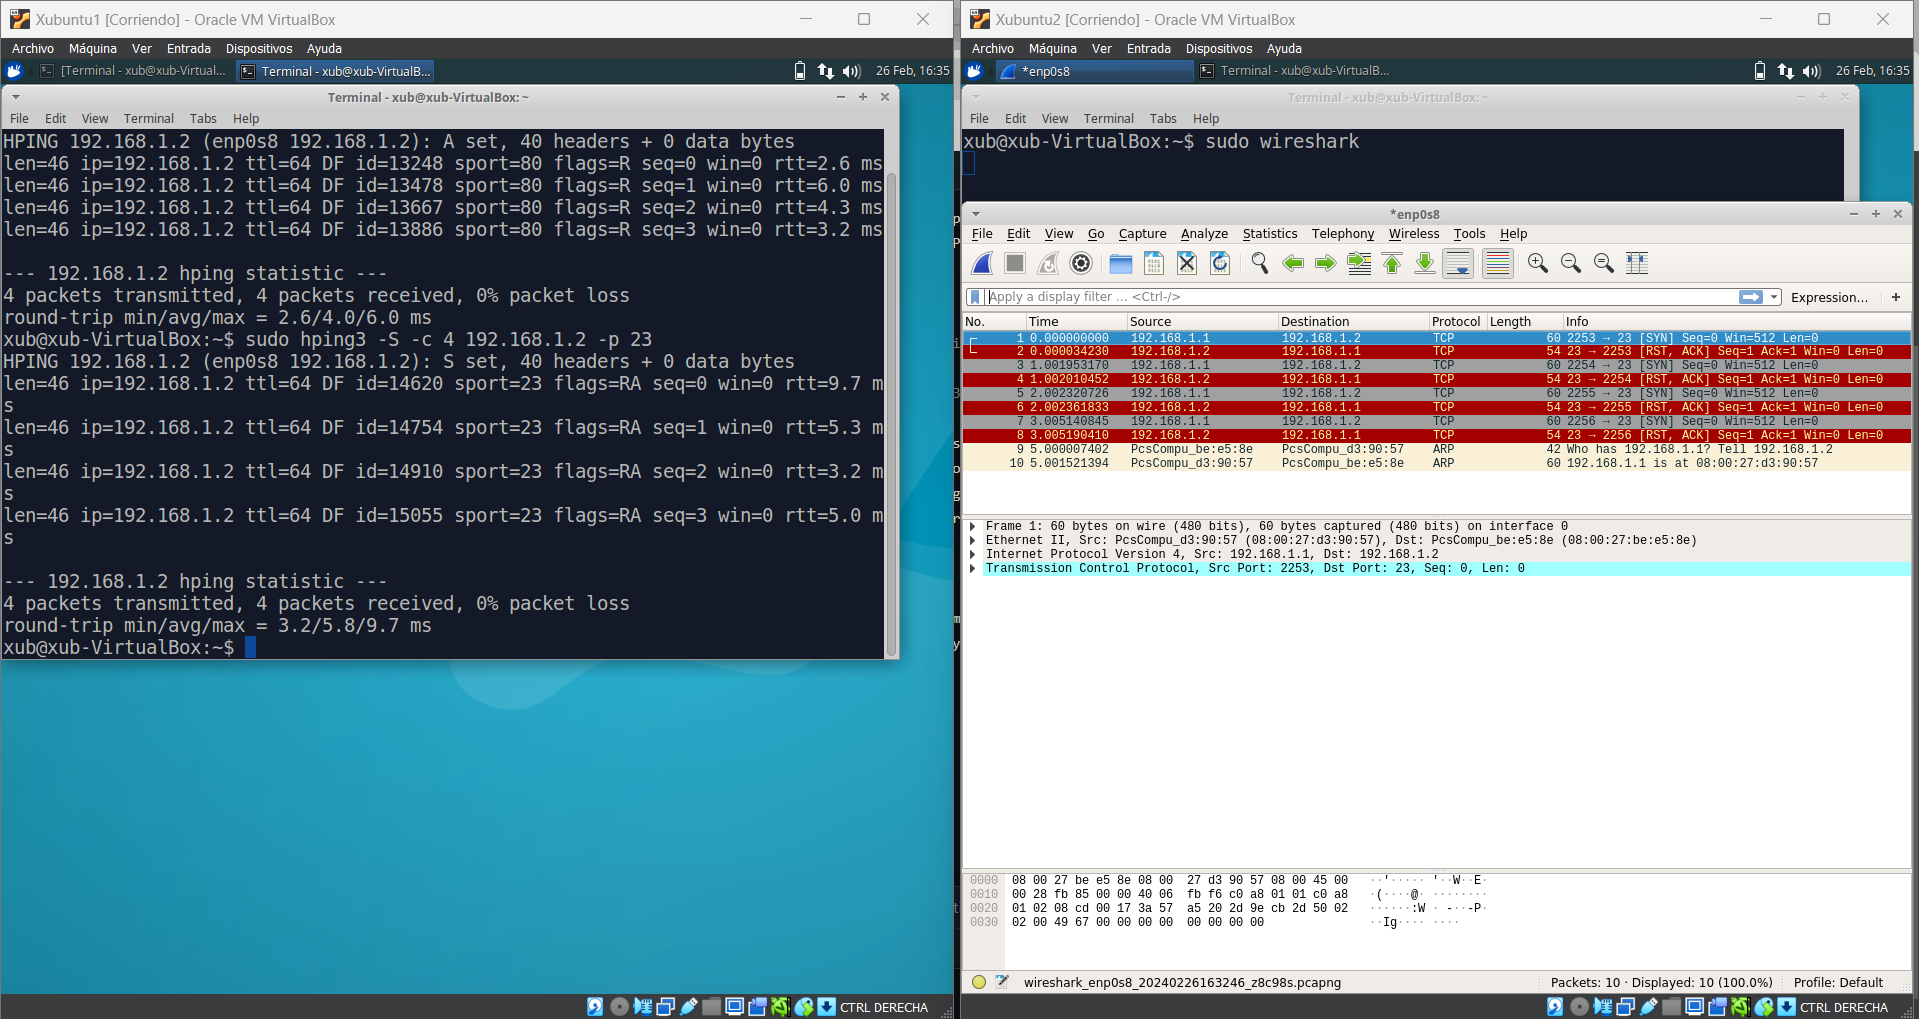 Xubuntu1 [Corriendo] - Oracle VM VirtualBox
Archivo Máquina Ver Entrada Dispositivos Ayuda
[Terminal - xub@xub-Virtual... Terminal - xub@xub-VirtualB... 26 Feb, 16:35
Terminal - xub@xub-VirtualBox: ~
File Edit View Terminal Tabs Help
HPING 192.168.1.2 (enp0s8 192.168.1.2): A set, 40 headers + 0 data bytes
len=46 ip=192.168.1.2 ttl=64 DF id=13248 sport=80 flags=R seq=0 win=0 rtt=2.6 ms
len=46 ip=192.168.1.2 ttl=64 DF id=13478 sport=80 flags=R seq=1 win=0 rtt=6.0 ms
len=46 ip=192.168.1.2 ttl=64 DF id=13667 sport=80 flags=R seq=2 win=0 rtt=4.3 ms
len=46 ip=192.168.1.2 ttl=64 DF id=13886 sport=80 flags=R seq=3 win=0 rtt=3.2 ms
--- 192.168.1.2 hping statistic ---
4 packets transmitted, 4 packets received, 0% packet loss
round-trip min/avg/max = 2.6/4.0/6.0 ms
xub@xub-VirtualBox:~$ sudo hping3 -S -c 4 192.168.1.2 -p 23
HPING 192.168.1.2 (enp0s8 192.168.1.2): S set, 40 headers + 0 data bytes
len=46 ip=192.168.1.2 ttl=64 DF id=14620 sport=23 flags=RA seq=0 win=0 rtt=9.7 m
s
len=46 ip=192.168.1.2 ttl=64 DF id=14754 sport=23 flags=RA seq=1 win=0 rtt=5.3 m
s
len=46 ip=192.168.1.2 ttl=64 DF id=14910 sport=23 flags=RA seq=2 win=0 rtt=3.2 m
s
len=46 ip=192.168.1.2 ttl=64 DF id=15055 sport=23 flags=RA seq=3 win=0 rtt=5.0 m
s
--- 192.168.1.2 hping statistic ---
4 packets transmitted, 4 packets received, 0% packet loss
round-trip min/avg/max = 3.2/5.8/9.7 ms
xub@xub-VirtualBox:~$
CTRL DERECHA
Xubuntu2 [Corriendo] - Oracle VM VirtualBox
Archivo Máquina Ver Entrada Dispositivos Ayuda
*enp0s8 Terminal - xub@xub-VirtualB... 26 Feb, 16:35
Terminal - xub@xub-VirtualBox: ~
File Edit View Terminal Tabs Help
xub@xub-VirtualBox:~$ sudo wireshark
*enp0s8
File Edit View Go Capture Analyze Statistics Telephony Wireless Tools Help
Apply a display filter ... <Ctrl-/> Expression... +
No. Time Source Destination Protocol Length Info
1 0.000000000 192.168.1.1 192.168.1.2 TCP 60 2253 → 23 [SYN] Seq=0 Win=512 Len=0
2 0.000034230 192.168.1.2 192.168.1.1 TCP 54 23 → 2253 [RST, ACK] Seq=1 Ack=1 Win=0 Len=0
3 1.001953170 192.168.1.1 192.168.1.2 TCP 60 2254 → 23 [SYN] Seq=0 Win=512 Len=0
4 1.002010452 192.168.1.2 192.168.1.1 TCP 54 23 → 2254 [RST, ACK] Seq=1 Ack=1 Win=0 Len=0
5 2.002320726 192.168.1.1 192.168.1.2 TCP 60 2255 → 23 [SYN] Seq=0 Win=512 Len=0
6 2.002361833 192.168.1.2 192.168.1.1 TCP 54 23 → 2255 [RST, ACK] Seq=1 Ack=1 Win=0 Len=0
7 3.005140845 192.168.1.1 192.168.1.2 TCP 60 2256 → 23 [SYN] Seq=0 Win=512 Len=0
8 3.005190410 192.168.1.2 192.168.1.1 TCP 54 23 → 2256 [RST, ACK] Seq=1 Ack=1 Win=0 Len=0
9 5.000007402 PcsCompu_be:e5:8e PcsCompu_d3:90:57 ARP 42 Who has 192.168.1.1? Tell 192.168.1.2
10 5.001521394 PcsCompu_d3:90:57 PcsCompu_be:e5:8e ARP 60 192.168.1.1 is at 08:00:27:d3:90:57
Frame 1: 60 bytes on wire (480 bits), 60 bytes captured (480 bits) on interface 0
Ethernet II, Src: PcsCompu_d3:90:57 (08:00:27:d3:90:57), Dst: PcsCompu_be:e5:8e (08:00:27:be:e5:8e)
Internet Protocol Version 4, Src: 192.168.1.1, Dst: 192.168.1.2
Transmission Control Protocol, Src Port: 2253, Dst Port: 23, Seq: 0, Len: 0
0000 08 00 27 be e5 8e 08 00 27 d3 90 57 08 00 45 00 ··'····· '··W··E·
0010 00 28 fb 85 00 00 40 06 fb f6 c0 a8 01 01 c0 a8 ·(····@· ········
0020 01 02 08 cd 00 17 3a 57 a5 20 2d 9e cb 2d 50 02 ······:W · -··-P·
0030 02 00 49 67 00 00 00 00 00 00 00 00 ··Ig···· ····
wireshark_enp0s8_20240226163246_z8c98s.pcapng Packets: 10 · Displayed: 10 (100.0%) Profile: Default
CTRL DERECHA